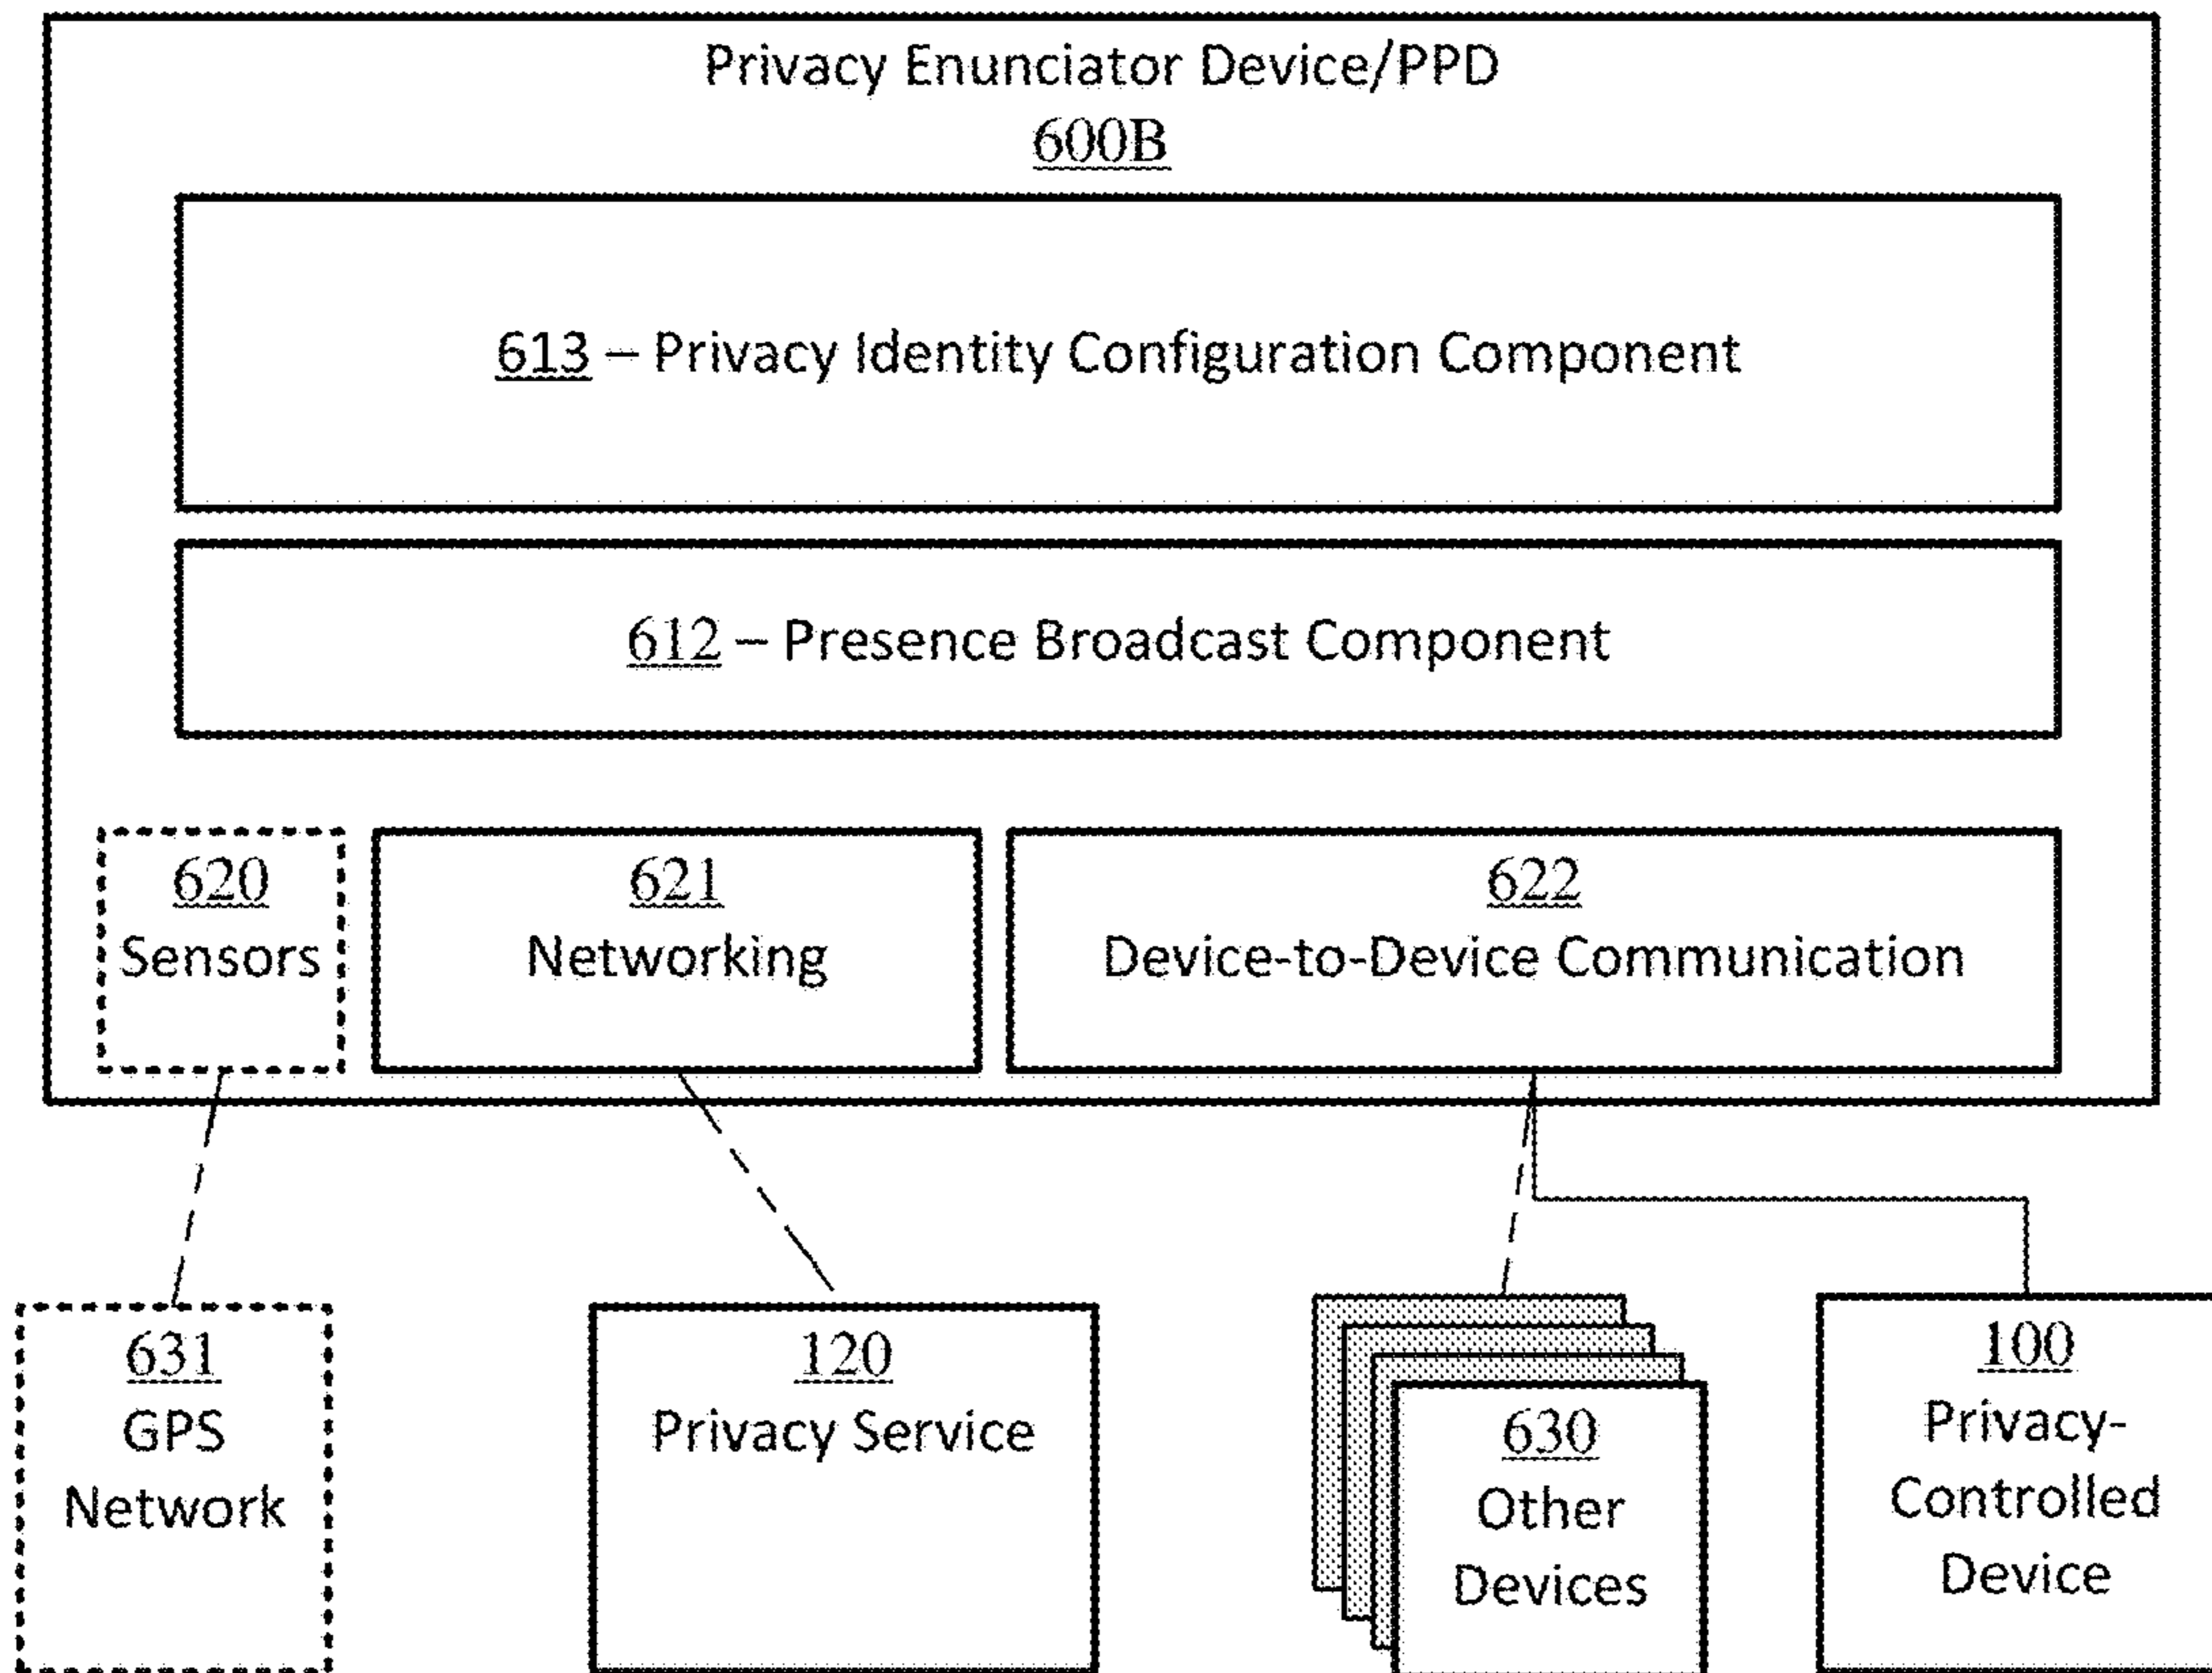 Privacy Enunciator Device/PPD
600B
613 – Privacy Identity Configuration Component
612 – Presence Broadcast Component
620
Sensors
621
Networking
622
Device-to-Device Communication
631
GPS
Network
120
Privacy Service
630
Other
Devices
100
Privacy-
Controlled
Device